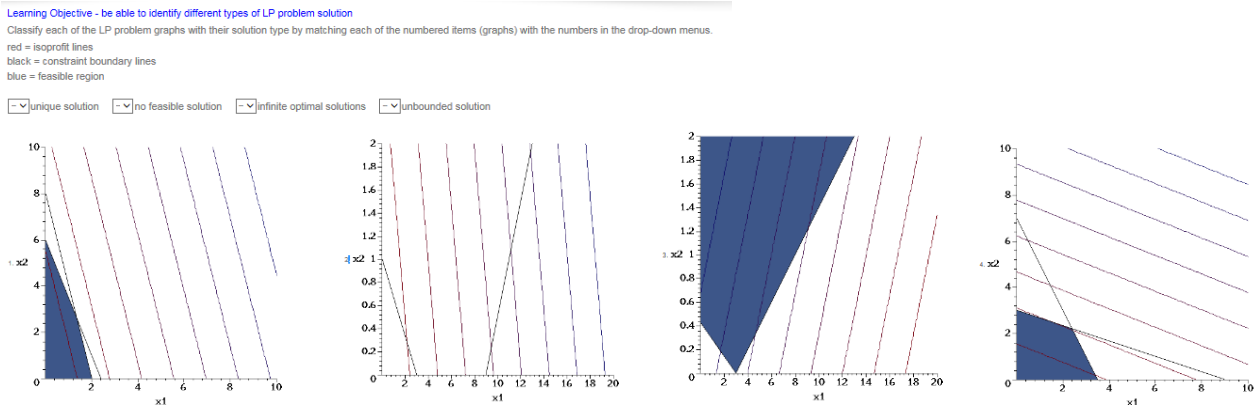 Learning Objective - be able to identify different types of LP problem solution
Classify each of the LP problem graphs with their solution type by matching each of the numbered items (graphs) with the numbers in the drop-down menus.
red = isoprofit lines
black = constraint boundary lines
blue = feasible region
- unique solution - no feasible solution - infinite optimal solutions - unbounded solution
1. x2
10
8
6
4
2
0
2 4 6 8 10
x1
2. x2
2
1.8
1.6
1.4
1.2
1
0.8
0.6
0.4
0.2
0
2 4 6 8 10 12 14 16 18 20
x1
3. x2
2
1.8
1.6
1.4
1.2
1
0.8
0.6
0.4
0.2
0
2 4 6 8 10 12 14 16 18 20
x1
4. x2
10
8
6
4
2
0
2 4 6 8 10
x1